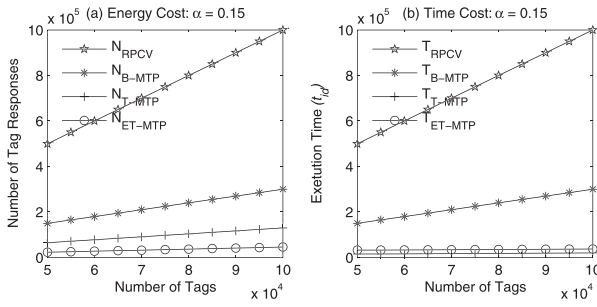 (a) Energy Cost: α = 0.15
x 10^5
10
8
6
4
2
0
Number of Tag Responses
N_RPCV
N_B−MTP
N_T−MTP
N_ET−MTP
5 6 7 8 9 10
Number of Tags
x 10^4
(b) Time Cost: α = 0.15
x 10^5
10
8
6
4
2
0
Exetution Time (t_id)
T_RPCV
T_B−MTP
T_T−MTP
T_ET−MTP
5 6 7 8 9 10
Number of Tags
x 10^4